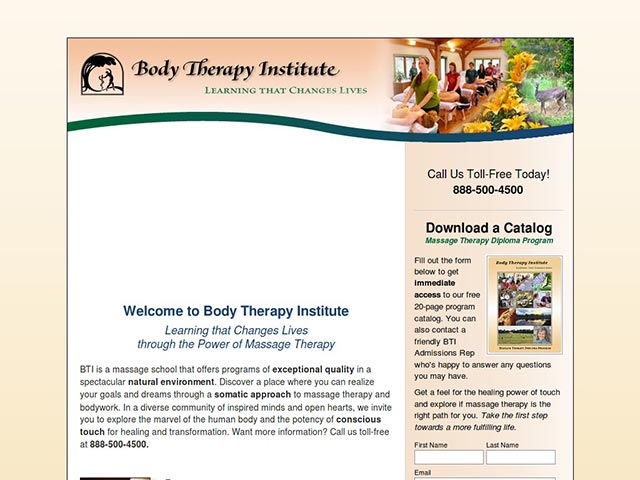 Body Therapy Institute
LEARNING THAT CHANGES LIVES
Call Us Toll-Free Today!
888-500-4500
Download a Catalog
Massage Therapy Diploma Program
Fill out the form
below to get
immediate
access to our free
20-page program
catalog. You can
also contact a
friendly BTI
Admissions Rep
who's happy to answer any questions
you may have.
Body Therapy Institute
Get a feel for the healing power of touch
and explore if massage therapy is the
right path for you. Take the first step
towards a more fulfilling life.
First Name
Last Name
Email
Welcome to Body Therapy Institute
Learning that Changes Lives
through the Power of Massage Therapy
BTI is a massage school that offers programs of exceptional quality in a
spectacular natural environment. Discover a place where you can realize
your goals and dreams through a somatic approach to massage therapy and
bodywork. In a diverse community of inspired minds and open hearts, we invite
you to explore the marvel of the human body and the potency of conscious
touch for healing and transformation. Want more information? Call us toll-free
at 888-500-4500.